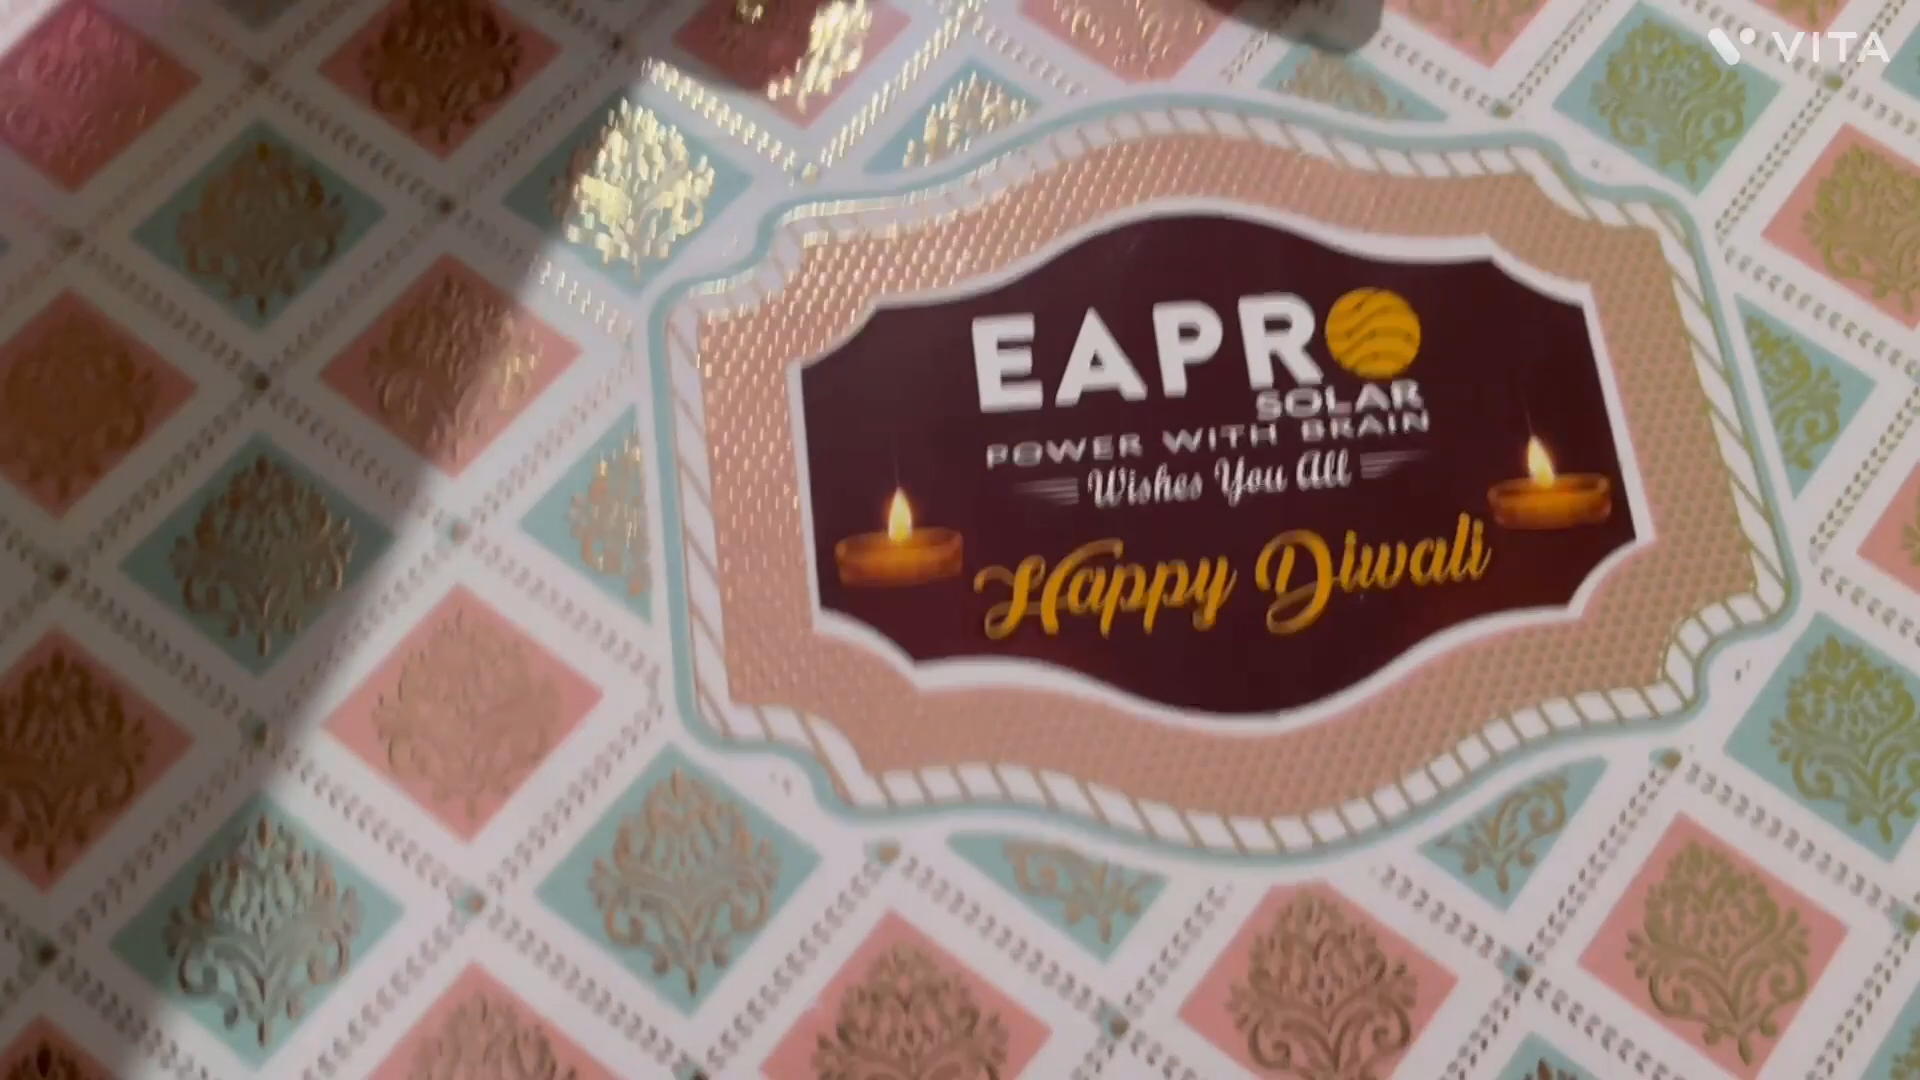 VITA
EAPRO
SOLAR
POWER WITH BRAIN
Wishes You All
Happy Diwali